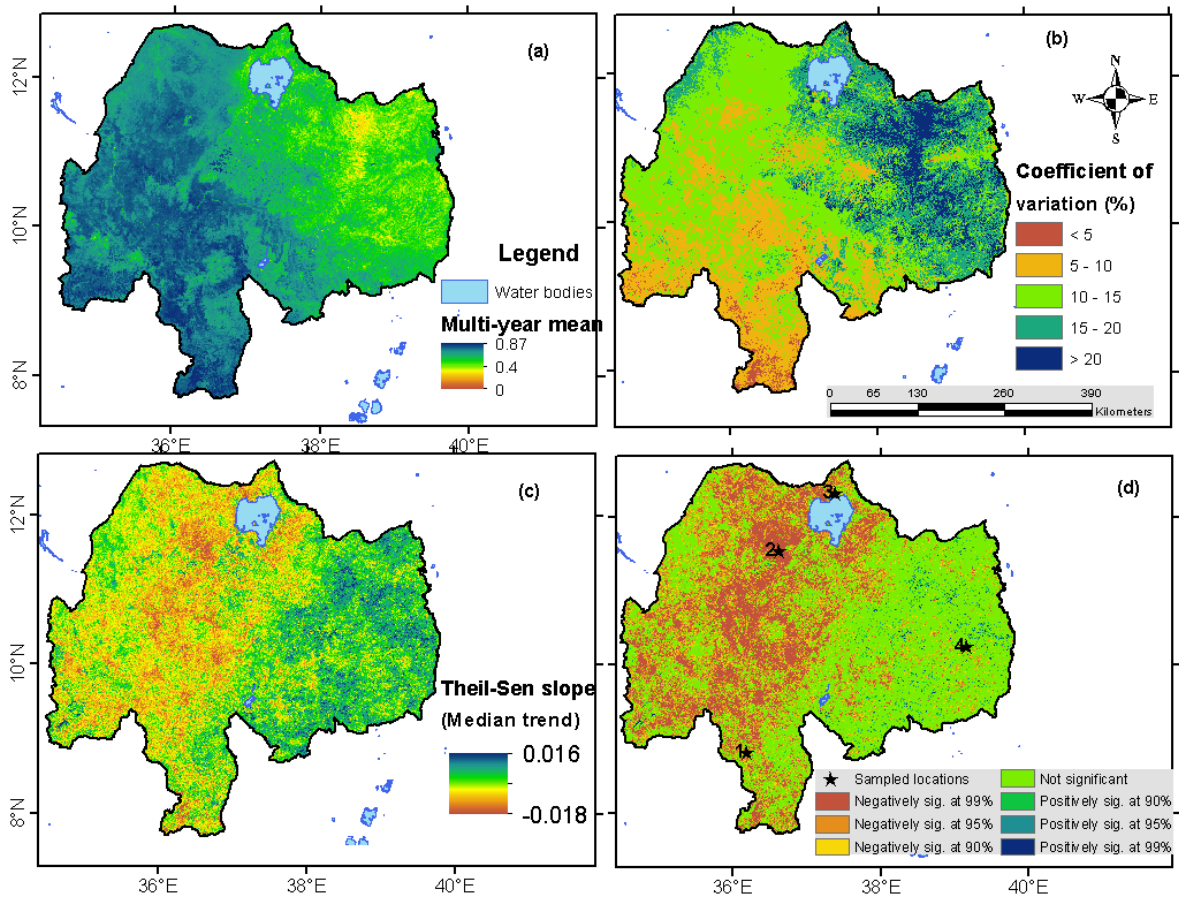 (a)
12°N
10°N
8°N
36°E
38°E
40°E
Legend
Water bodies
Multi-year mean
0.87
0.4
0
(b)
N
W
E
S
Coefficient of
variation (%)
< 5
5 - 10
10 - 15
15 - 20
> 20
0 65 130 260 390
Kilometers
(c)
12°N
10°N
8°N
36°E
38°E
40°E
Theil-Sen slope
(Median trend)
0.016
-0.018
(d)
3
2
4
1
Sampled locations
Negatively sig. at 99%
Negatively sig. at 95%
Negatively sig. at 90%
Not significant
Positively sig. at 90%
Positively sig. at 95%
Positively sig. at 99%
36°E
38°E
40°E